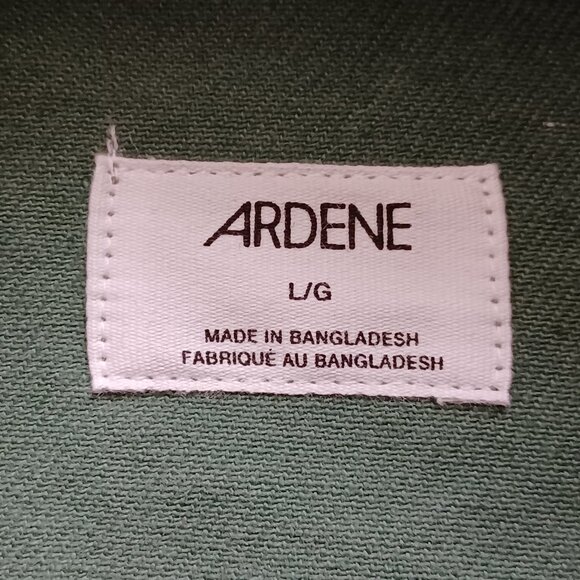 ARDENE
L/G
MADE IN BANGLADESH
FABRIQUÉ AU BANGLADESH